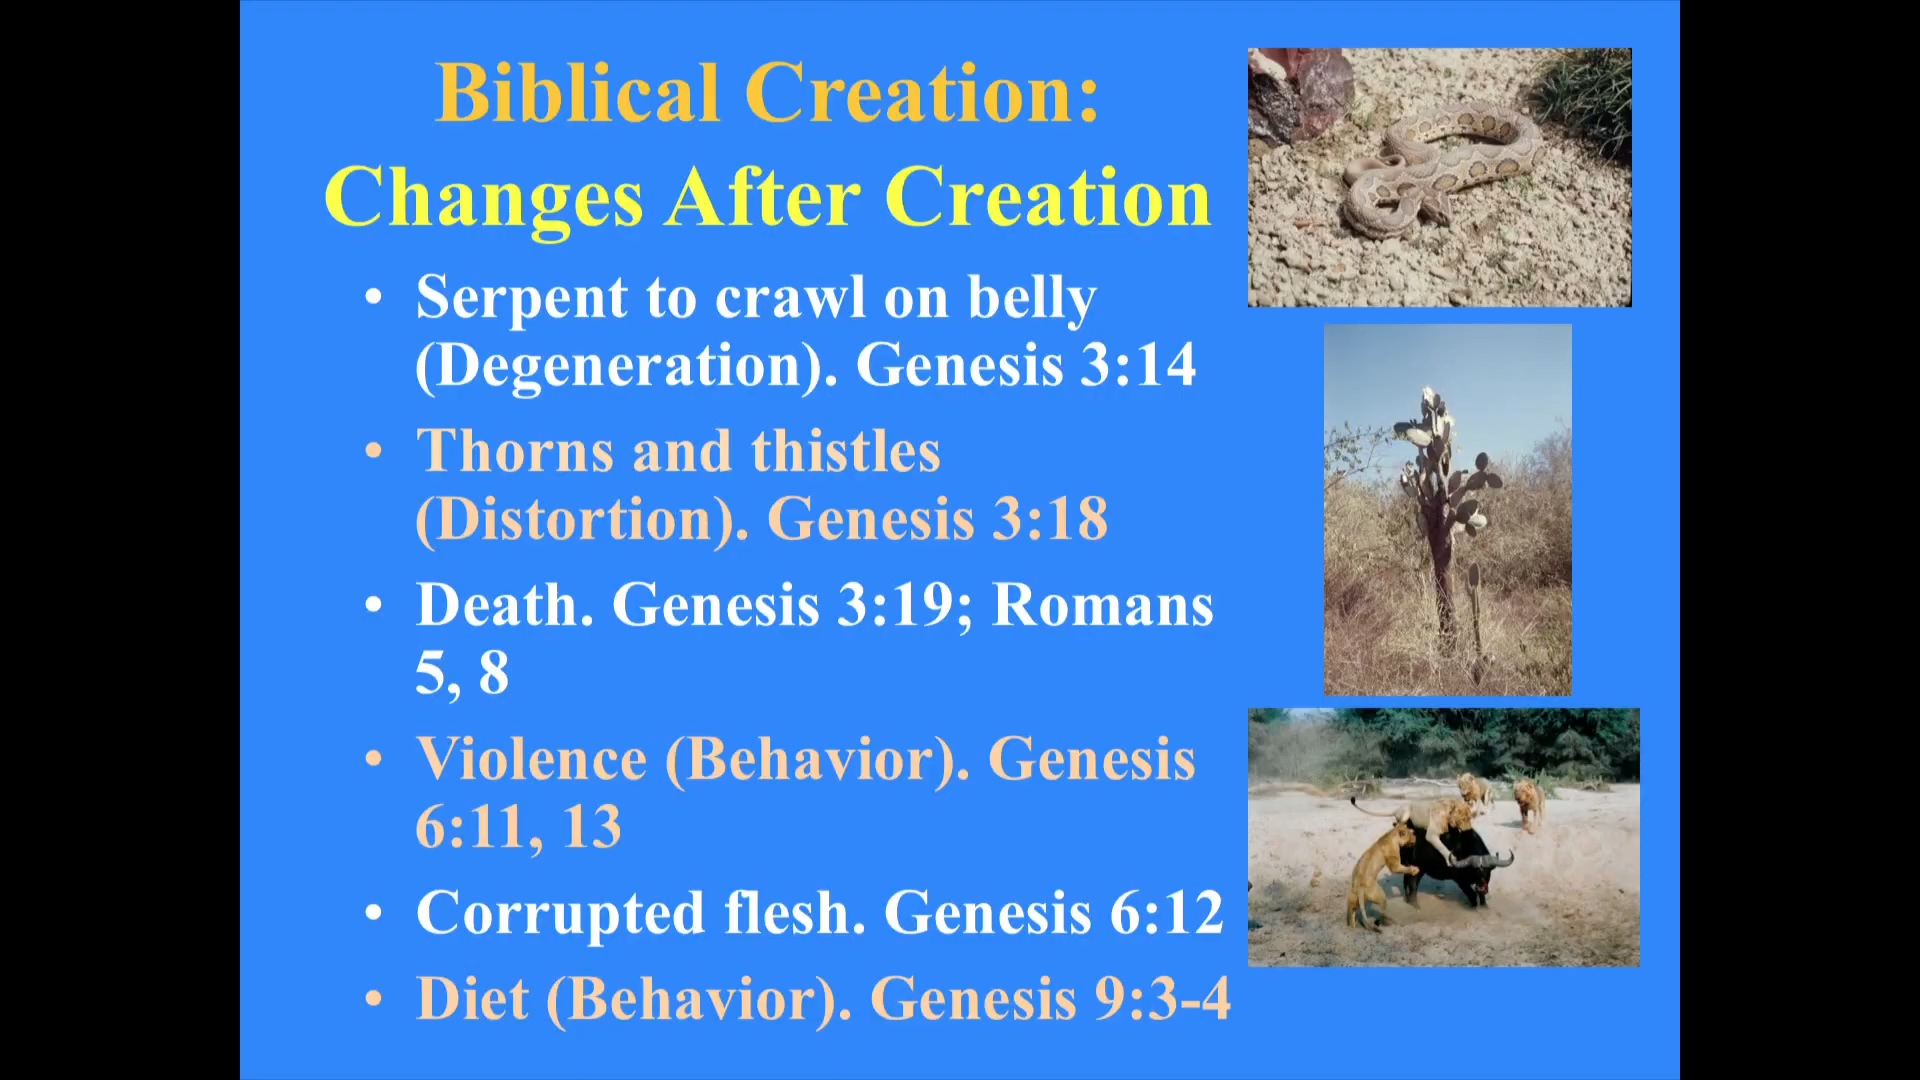 Biblical Creation:
Changes After Creation
• Serpent to crawl on belly
(Degeneration). Genesis 3:14
• Thorns and thistles
(Distortion). Genesis 3:18
• Death. Genesis 3:19; Romans
5, 8
• Violence (Behavior). Genesis
6:11, 13
• Corrupted flesh. Genesis 6:12
• Diet (Behavior). Genesis 9:3-4